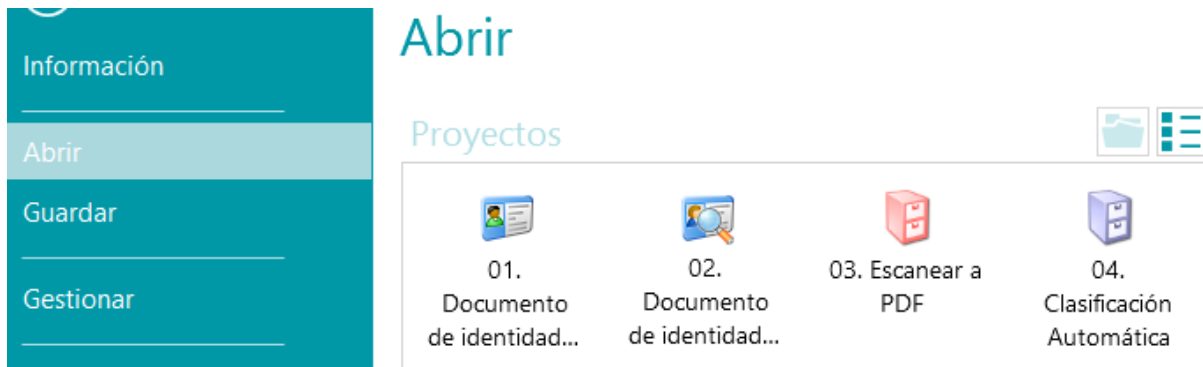 Información
Abrir
Guardar
Gestionar
Abrir
Proyectos
01.
Documento
de identidad...
02.
Documento
de identidad...
03. Escanear a
PDF
04.
Clasificación
Automática